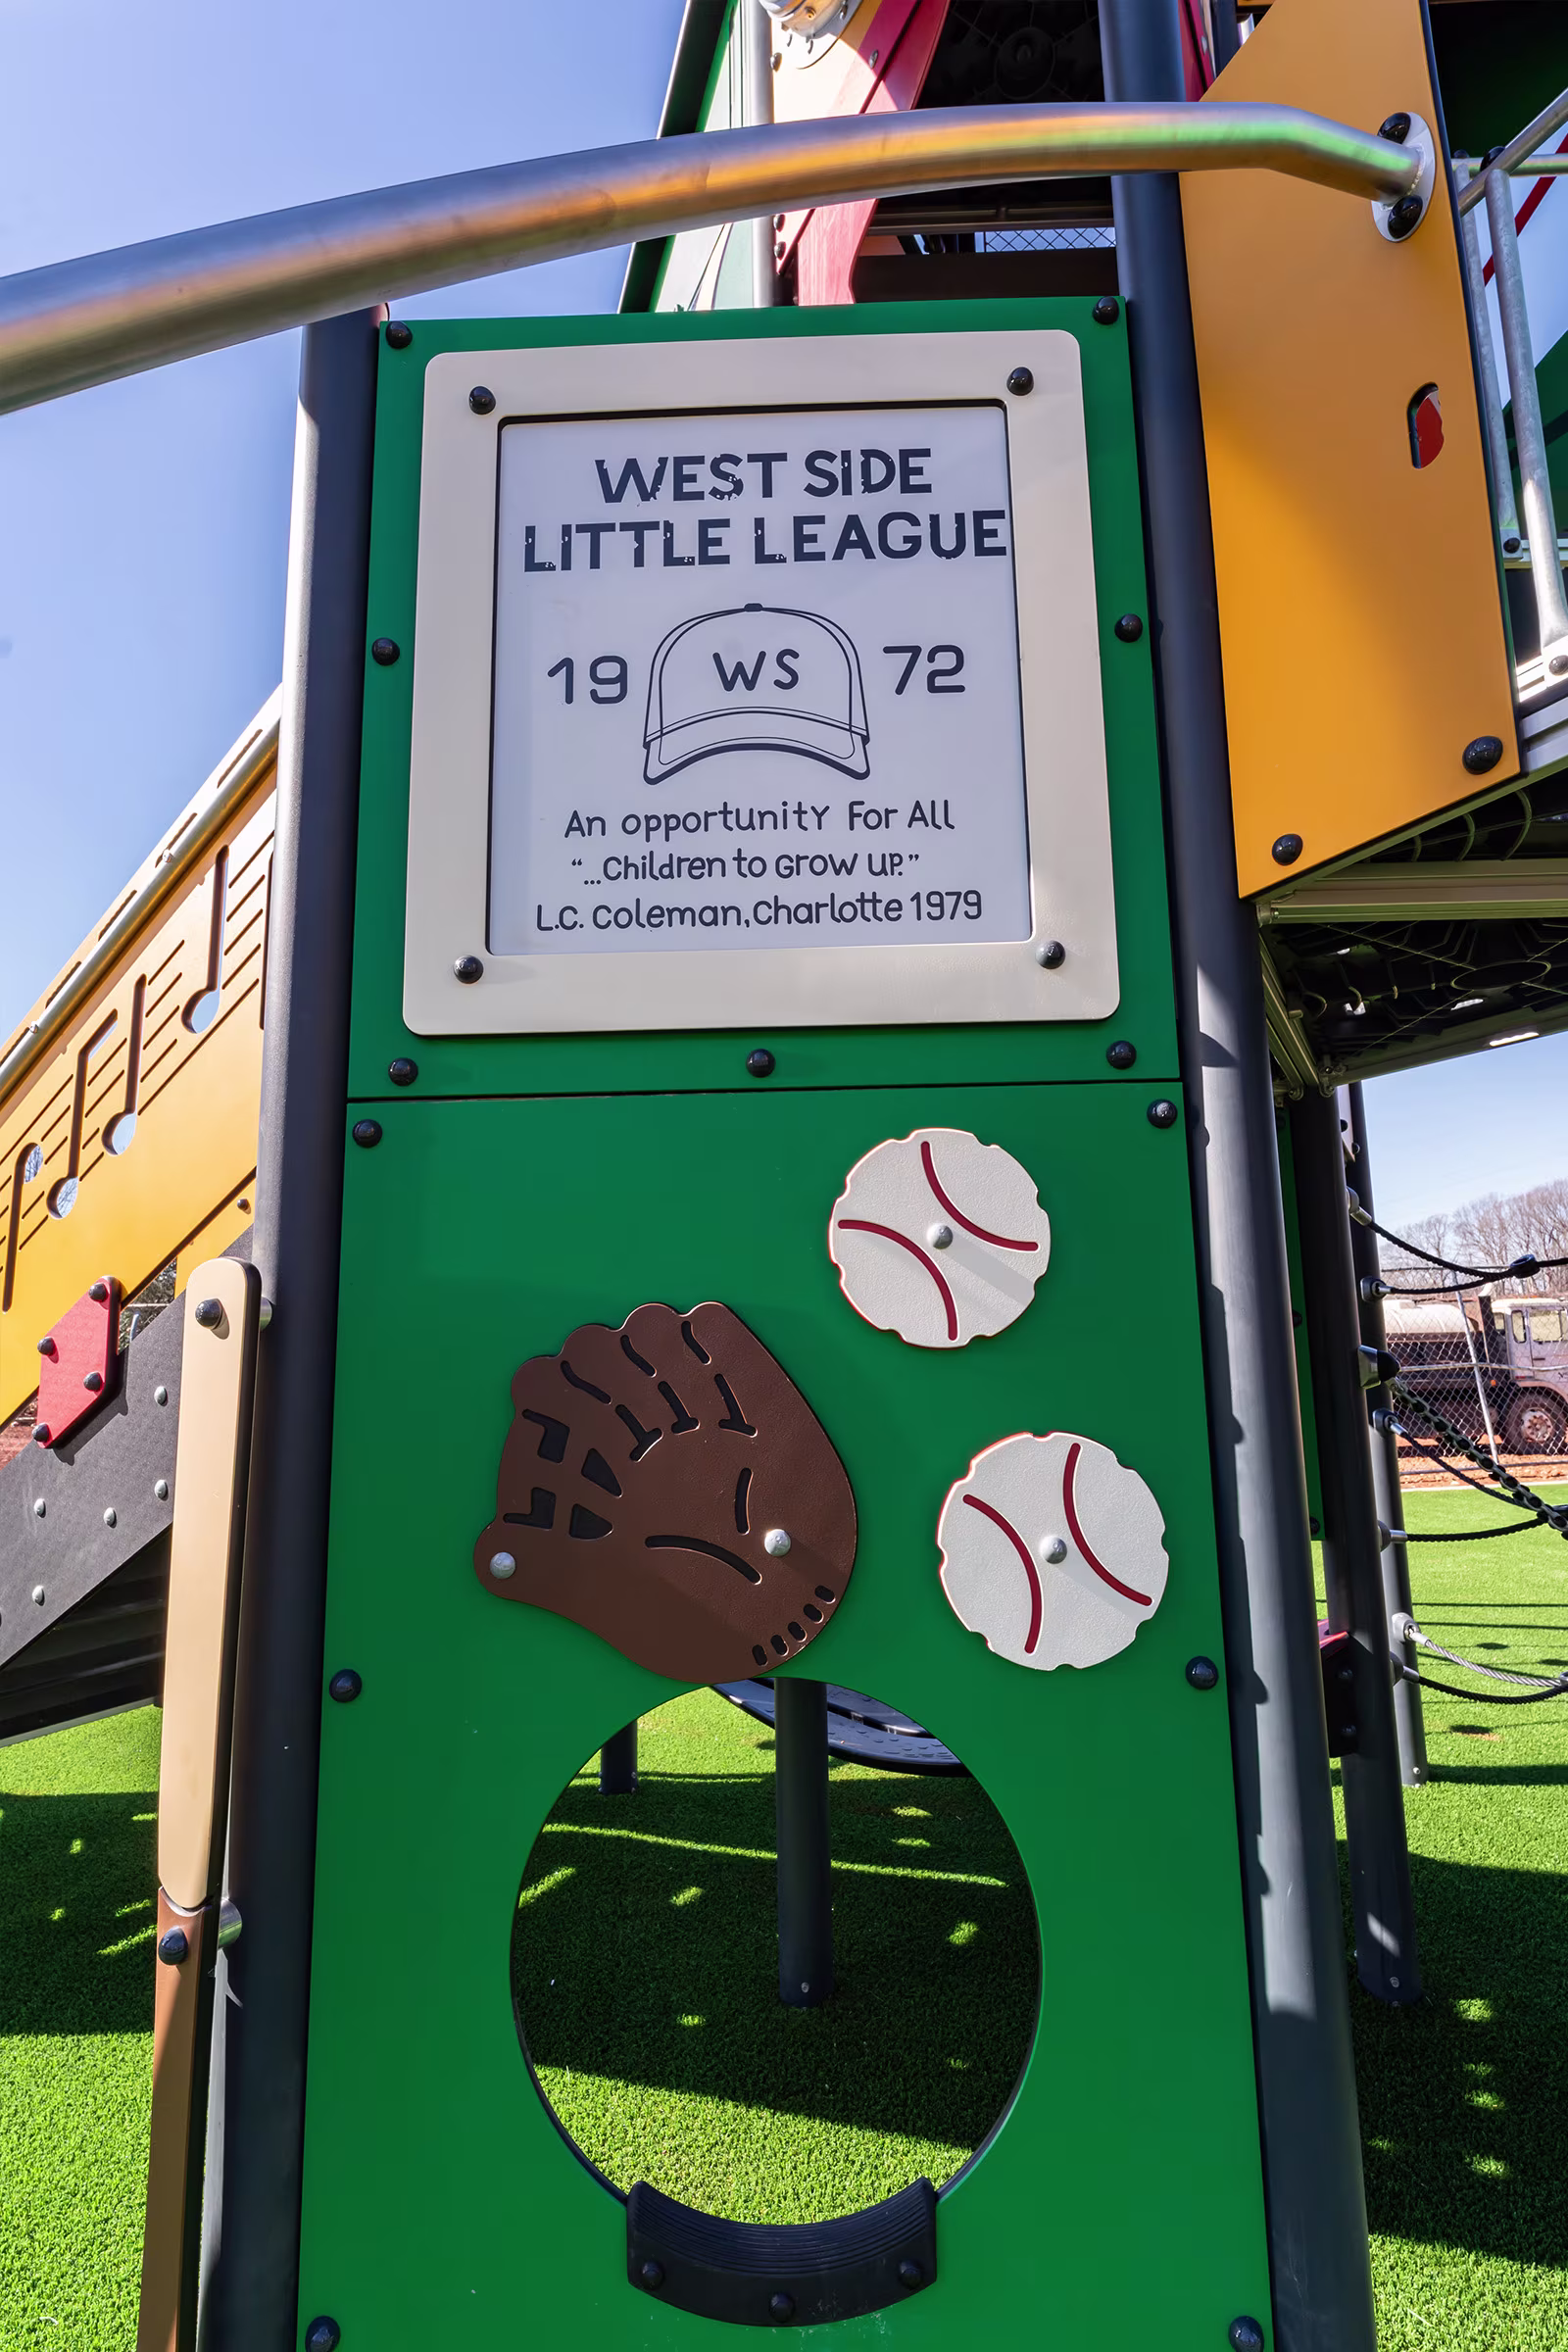 WEST SIDE
LITTLE LEAGUE
19 WS 72
An opportunity For All
“...Children to Grow UP.”
L.C. Coleman, Charlotte 1979